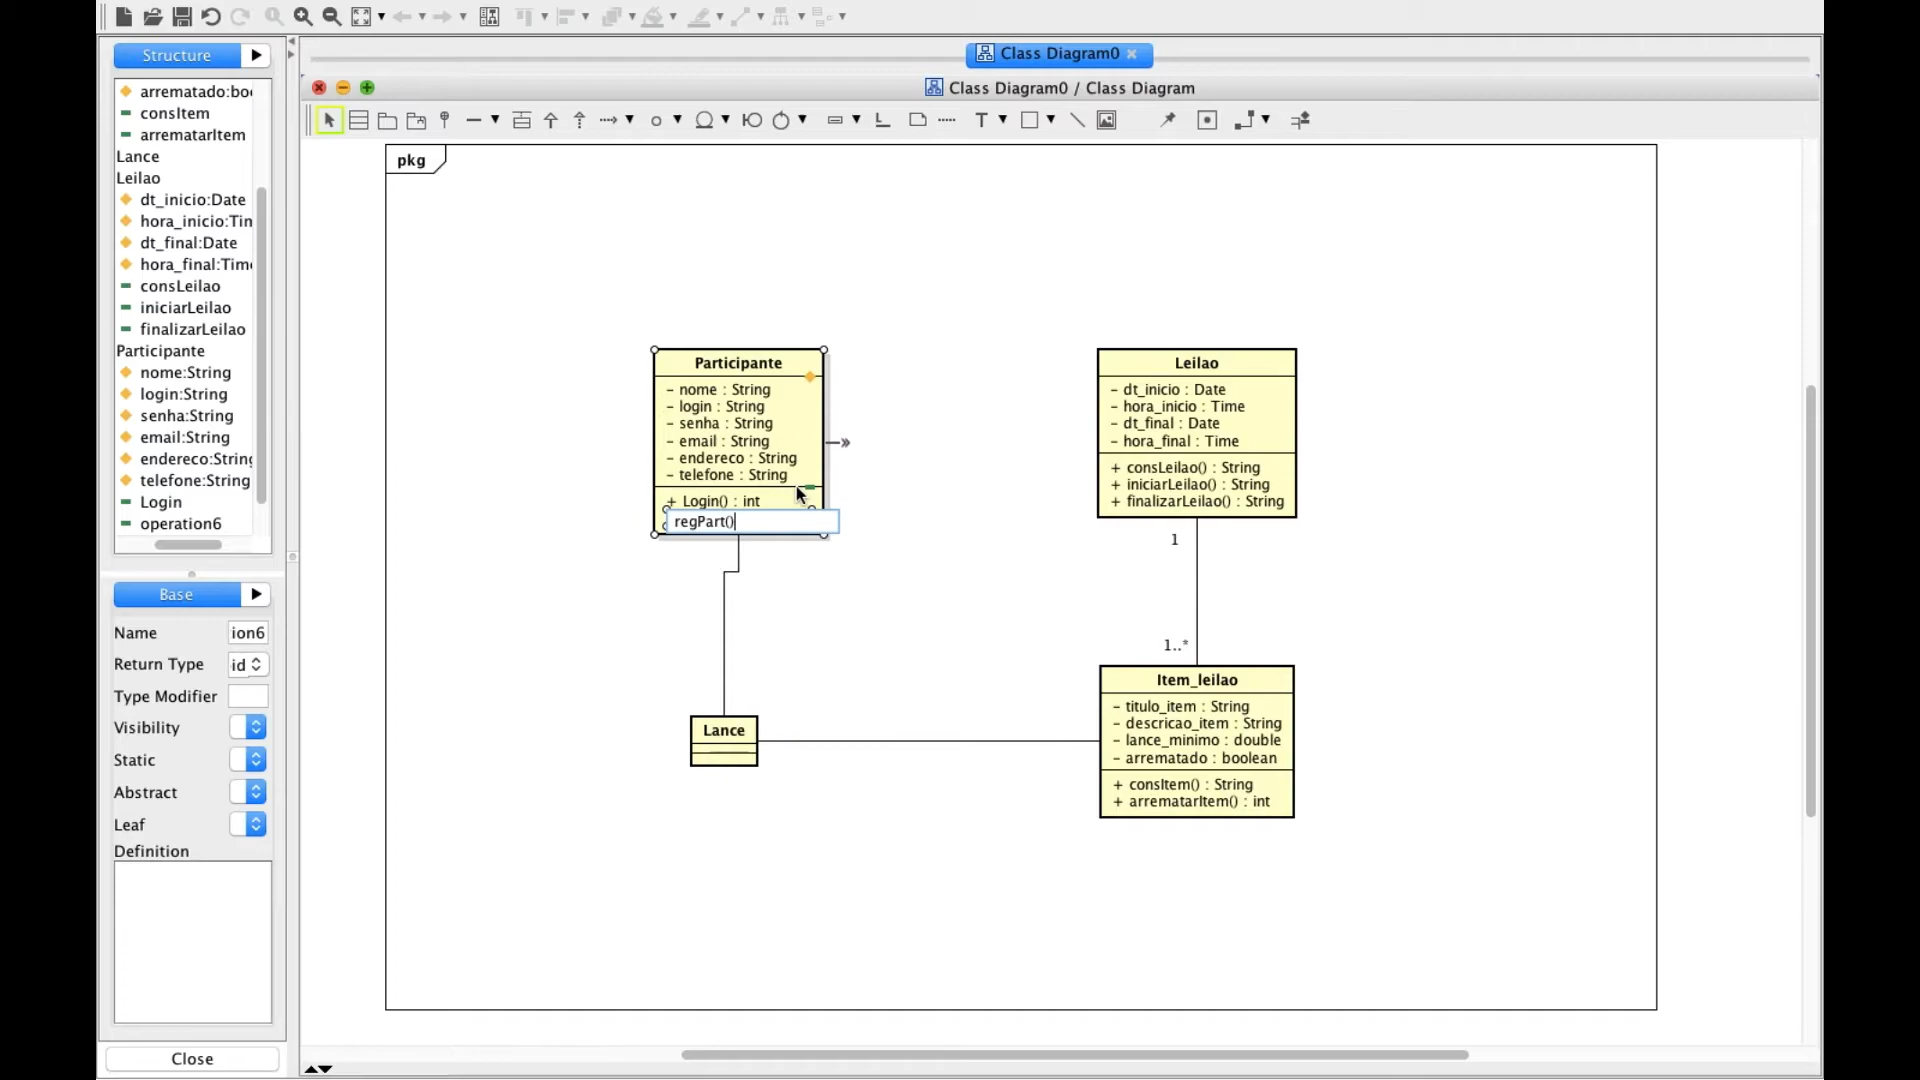 Structure
arrematado:boo
consItem
arrematarItem
Lance
Leilao
dt_inicio:Date
hora_inicio:Tin
dt_final:Date
hora_final:Time
consLeilao
iniciarLeilao
finalizarLeilao
Participante
nome:String
login:String
senha:String
email:String
endereco:String
telefone:String
Login
operation6
Base
Name ion6
Return Type id
Type Modifier
Visibility
Static
Abstract
Leaf
Definition
Close
Class Diagram0
Class Diagram0 / Class Diagram
T
pkg
Participante
- nome : String
- login : String
- senha : String
- email : String
- endereco : String
- telefone : String
+ Login() : int
regPart()
Leilao
- dt_inicio : Date
- hora_inicio : Time
- dt_final : Date
- hora_final : Time
+ consLeilao() : String
+ iniciarLeilao() : String
+ finalizarLeilao() : String
1
1..*
Item_leilao
- titulo_item : String
- descricao_item : String
- lance_minimo : double
- arrematado : boolean
+ consItem() : String
+ arrematarItem() : int
Lance